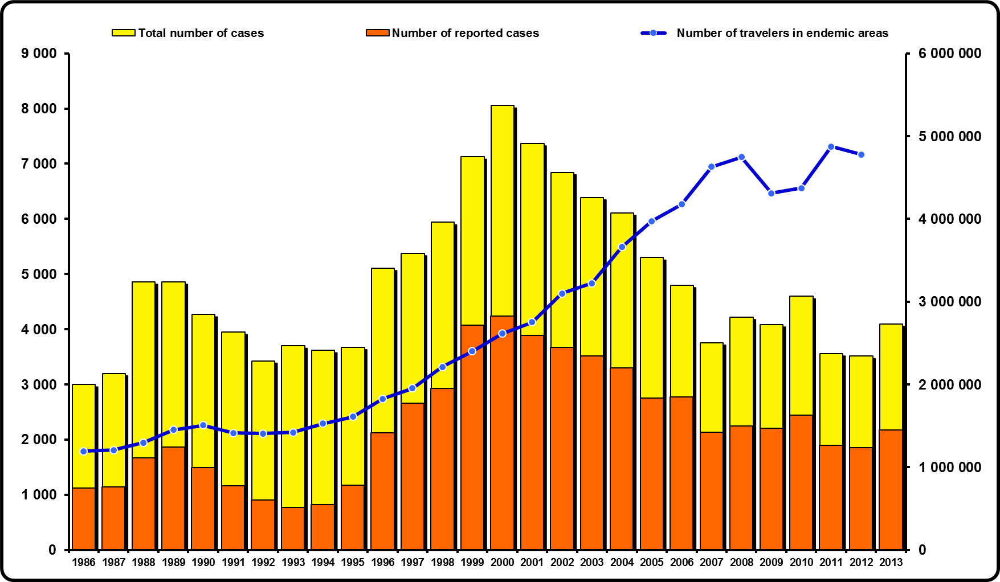 Total number of cases Number of reported cases Number of travelers in endemic areas
9 000 6 000 000
8 000
5 000 000
7 000
6 000 4 000 000
5 000
3 000 000
4 000
3 000 2 000 000
2 000
1 000 000
1 000
0 0
1986 1987 1988 1989 1990 1991 1992 1993 1994 1995 1996 1997 1998 1999 2000 2001 2002 2003 2004 2005 2006 2007 2008 2009 2010 2011 2012 2013